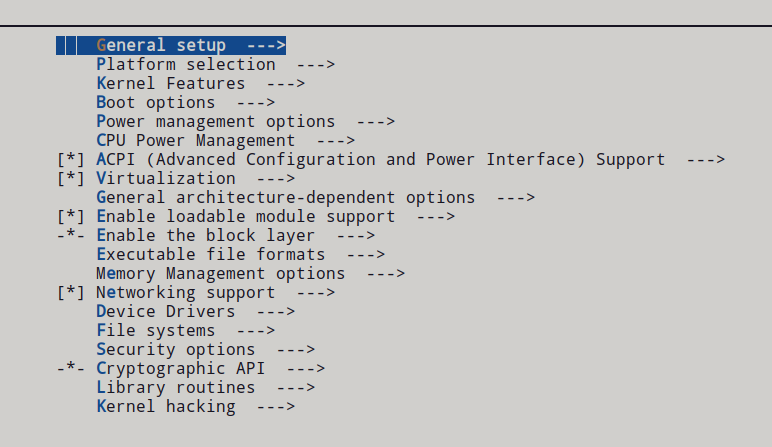 General setup  --->
Platform selection  --->
Kernel Features  --->
Boot options  --->
Power management options  --->
CPU Power Management  --->
[*] ACPI (Advanced Configuration and Power Interface) Support  --->
[*] Virtualization  --->
General architecture-dependent options  --->
[*] Enable loadable module support  --->
-*- Enable the block layer  --->
Executable file formats  --->
Memory Management options  --->
[*] Networking support  --->
Device Drivers  --->
File systems  --->
Security options  --->
-*- Cryptographic API  --->
Library routines  --->
Kernel hacking  --->